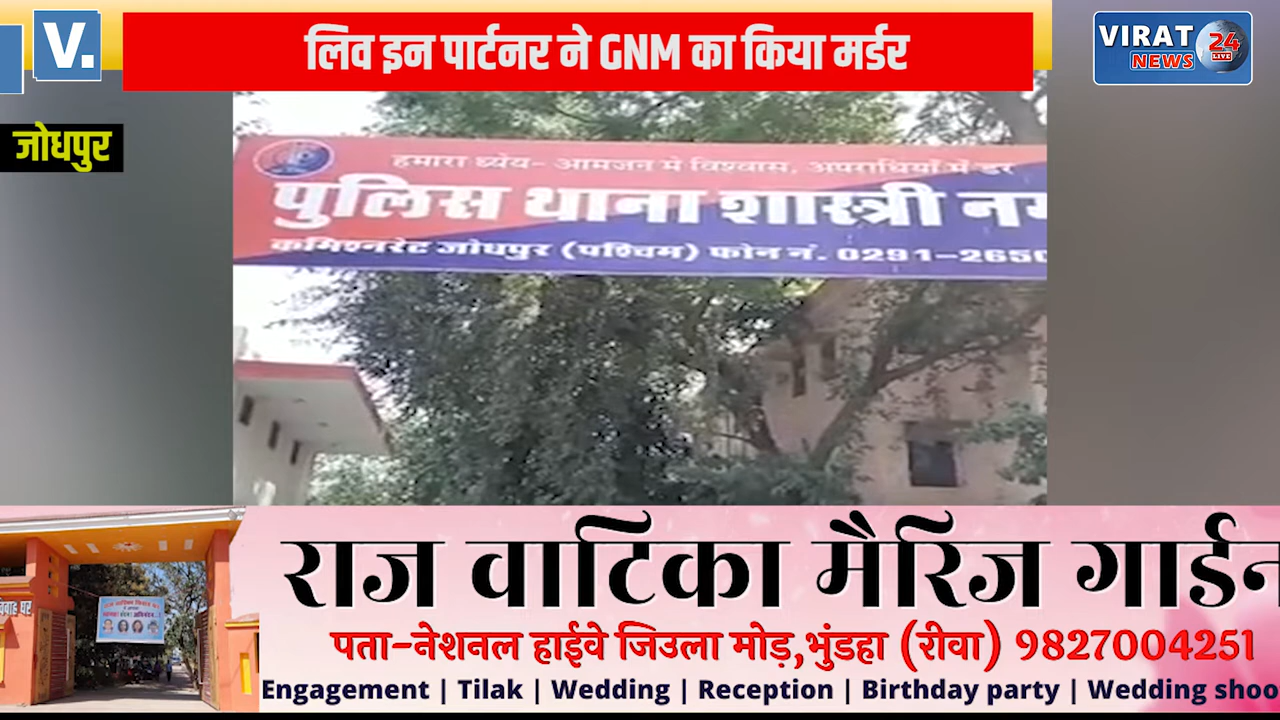 V.
लिव इन पार्टनर ने GNM का किया मर्डर
VIRAT
NEWS
24
LIVE
जोधपुर
हमारा ध्येय- आमजन में विश्वास, अपराधियों में डर
पुलिस थाना शास्त्री नग
कमिश्नरेट जोधपुर (पश्चिम) फोन नं. 0291-2650
राज वाटिका मैरिज गार्डन
पता-नेशनल हाईवे जिउला मोड़,भुंडहा (रीवा) 9827004251
Engagement | Tilak | Wedding | Reception | Birthday party | Wedding shoo